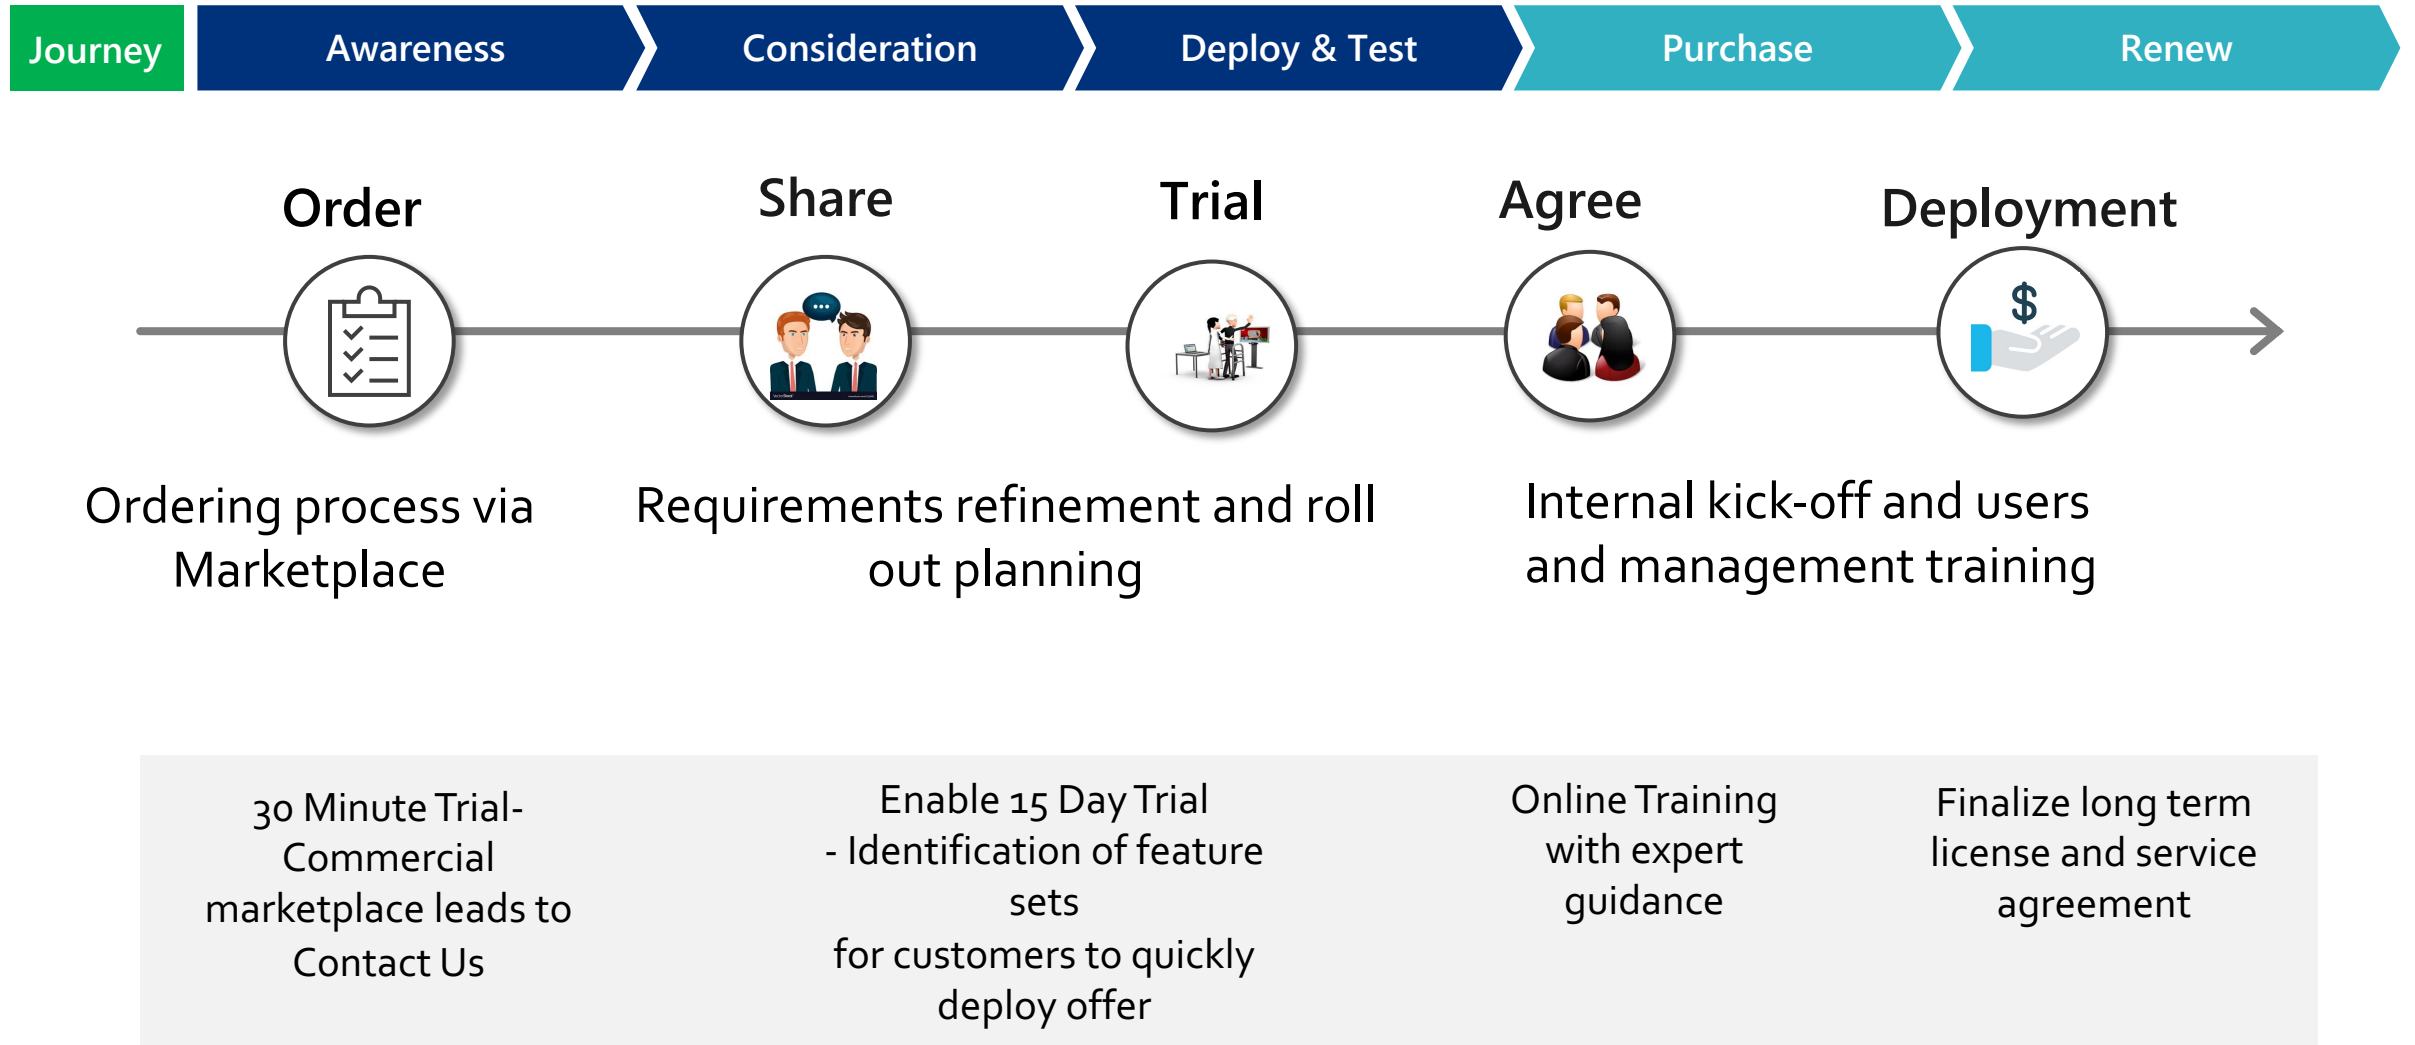 Journey
Awareness
Consideration
Deploy & Test
Purchase
Renew
Order
Share
Trial
Agree
Deployment
Ordering process via
Marketplace
Requirements refinement and roll
out planning
Internal kick-off and users
and management training
30 Minute Trial-
Commercial
marketplace leads to
Contact Us
Enable 15 Day Trial
- Identification of feature
sets
for customers to quickly
deploy offer
Online Training
with expert
guidance
Finalize long term
license and service
agreement